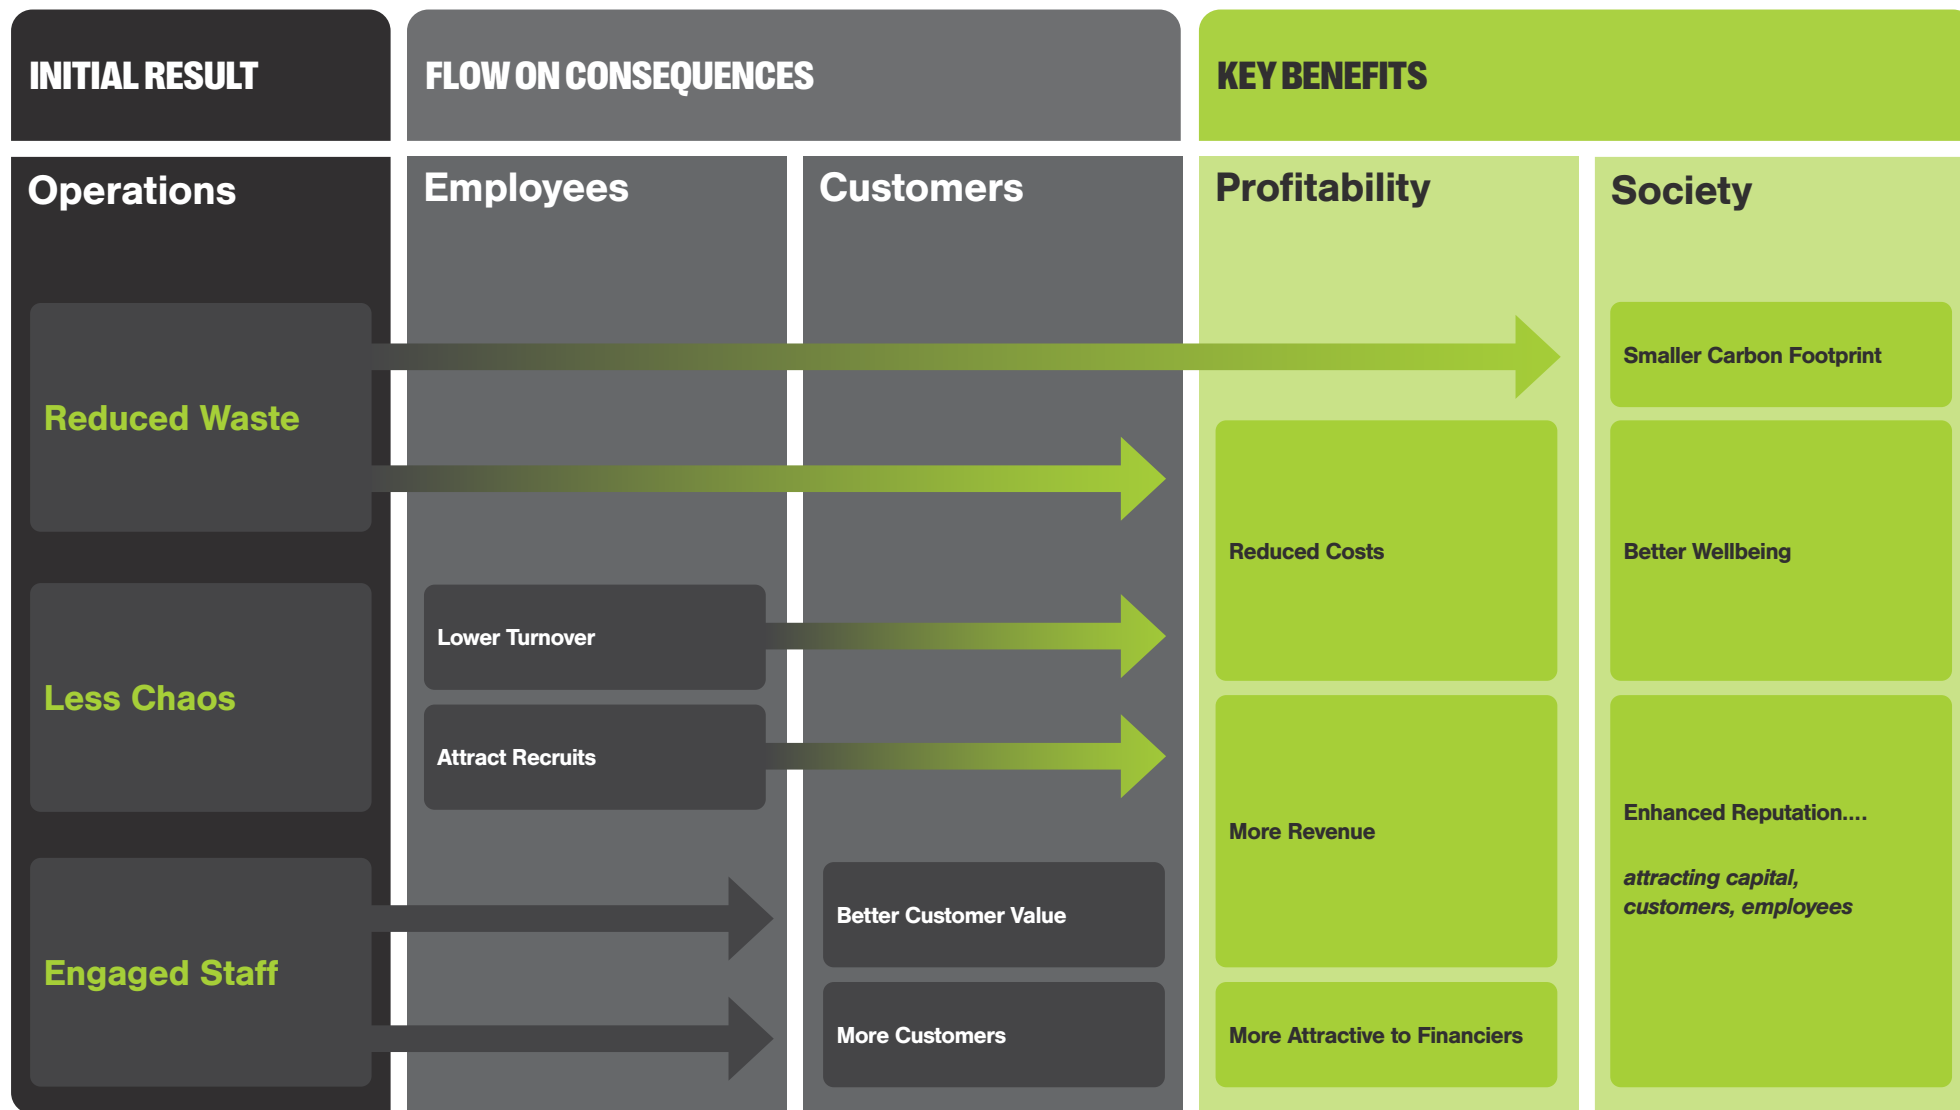 INITIAL RESULT
FLOW ON CONSEQUENCES
KEY BENEFITS
Operations
Employees
Customers
Profitability
Society
Reduced Waste
Less Chaos
Engaged Staff
Lower Turnover
Attract Recruits
Better Customer Value
More Customers
Reduced Costs
More Revenue
More Attractive to Financiers
Smaller Carbon Footprint
Better Wellbeing
Enhanced Reputation....
attracting capital,
customers, employees